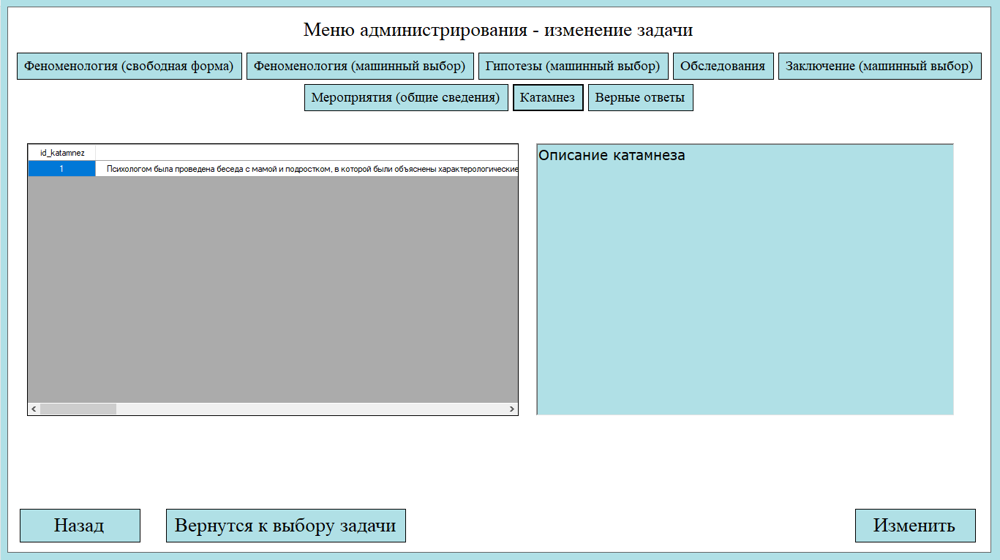 Меню администрирования - изменение задачи
Феноменология (свободная форма) Феноменология (машинный выбор) Гипотезы (машинный выбор) Обследования Заключение (машинный выбор)
Мероприятия (общие сведения) Катамнез Верные ответы
id_katamnez
1 Психологом была проведена беседа с мамой и подростком, в которой были объяснены характерологические
Описание катамнеза
Назад Вернутся к выбору задачи Изменить